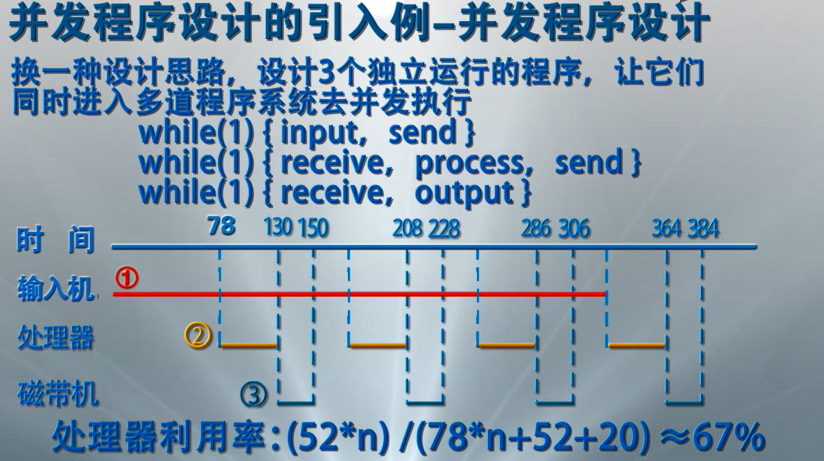 并发程序设计的引入例-并发程序设计
换一种设计思路，设计3个独立运行的程序，让它们
同时进入多道程序系统去并发执行
while(1) { input，send }
while(1) { receive，process，send }
while(1) { receive，output }
78 130 150 208 228 286 306 364 384
时 间
输入机 ①
处理器 ②
磁带机 ③
处理器利用率：(52*n) /(78*n+52+20) ≈67%